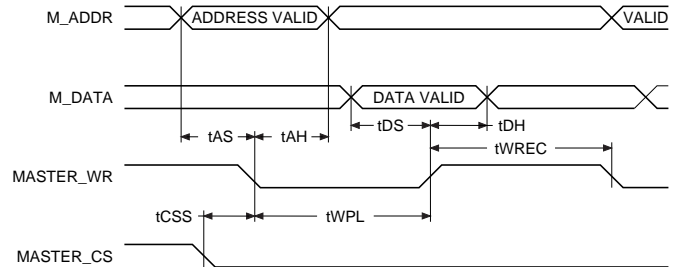 M_ADDR ADDRESS VALID VALID
M_DATA DATA VALID
tAS tAH tDS tDH
tWREC
MASTER_WR
tCSS tWPL
MASTER_CS